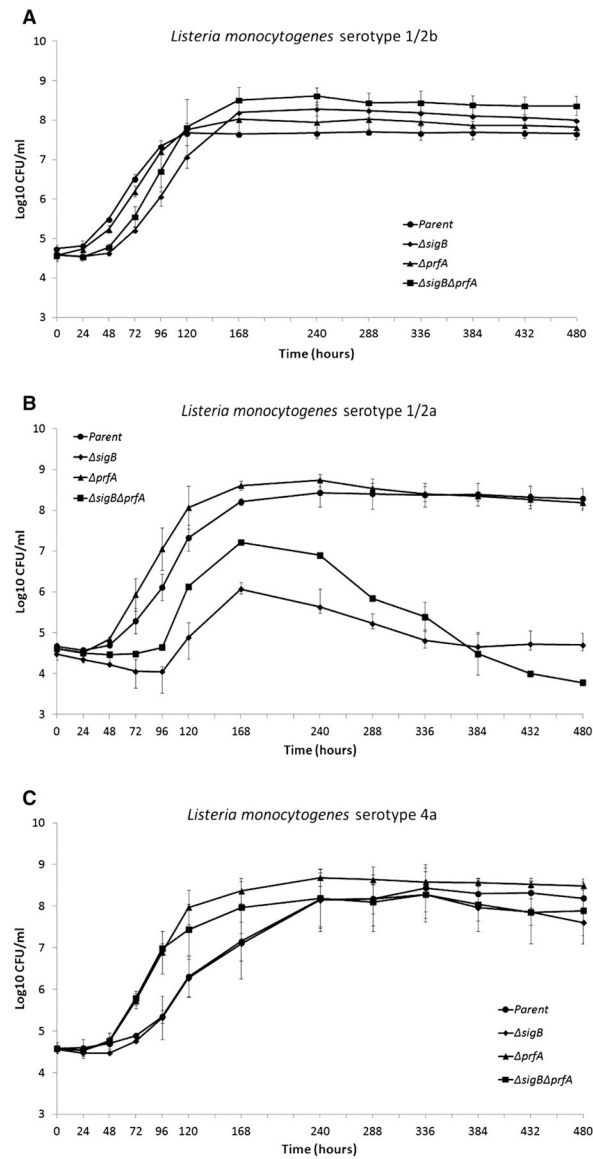 A
Listeria monocytogenes serotype 1/2b
10
9
8
7
6
5
4
3
Log10 CFU/ml
Parent
ΔsigB
ΔprfA
ΔsigBΔprfA
0 24 48 72 96 120 168 240 288 336 384 432 480
Time (hours)
B
Listeria monocytogenes serotype 1/2a
Parent
ΔsigB
ΔprfA
ΔsigBΔprfA
10
9
8
7
6
5
4
3
Log10 CFU/ml
0 24 48 72 96 120 168 240 288 336 384 432 480
Time (hours)
C
Listeria monocytogenes serotype 4a
10
9
8
7
6
5
4
3
Log10 CFU/ml
Parent
ΔsigB
ΔprfA
ΔsigBΔprfA
0 24 48 72 96 120 168 240 288 336 384 432 480
Time (hours)